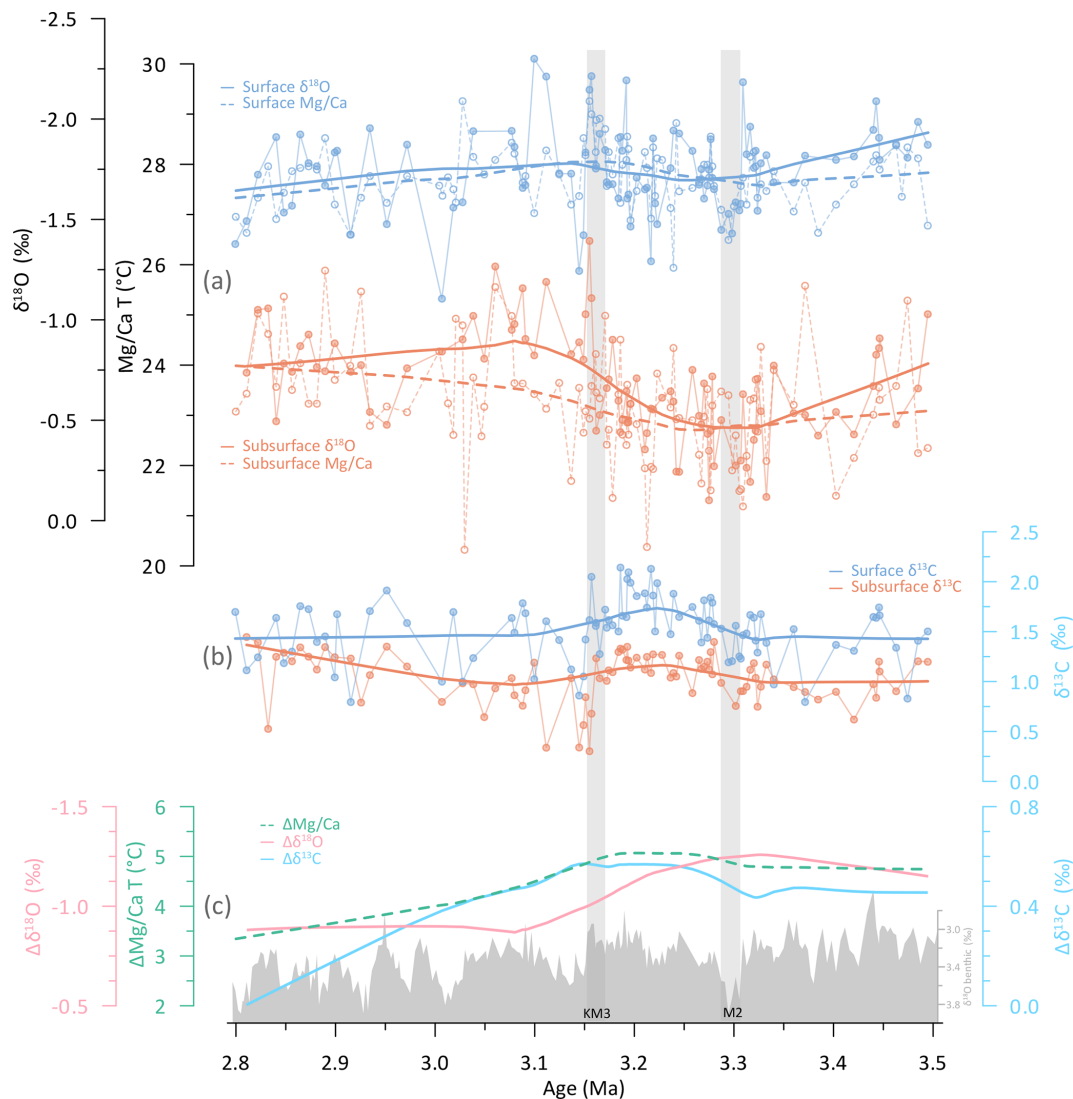 -2.5
-2.0
-1.5
-1.0
-0.5
0.0
δ¹⁸O (‰)
30
28
26
24
22
20
Mg/Ca T (°C)
Surface δ¹⁸O
Surface Mg/Ca
(a)
Subsurface δ¹⁸O
Subsurface Mg/Ca
2.5
2.0
1.5
1.0
0.5
0.0
δ¹³C (‰)
Surface δ¹³C
Subsurface δ¹³C
(b)
-1.5
-1.0
-0.5
Δδ¹⁸O (‰)
6
5
4
3
2
ΔMg/Ca T (°C)
ΔMg/Ca
Δδ¹⁸O
Δδ¹³C
(c)
0.8
0.4
0.0
Δδ¹³C (‰)
3.0
3.4
3.8
δ¹⁸O benthic (‰)
KM3
M2
2.8 2.9 3.0 3.1 3.2 3.3 3.4 3.5
Age (Ma)